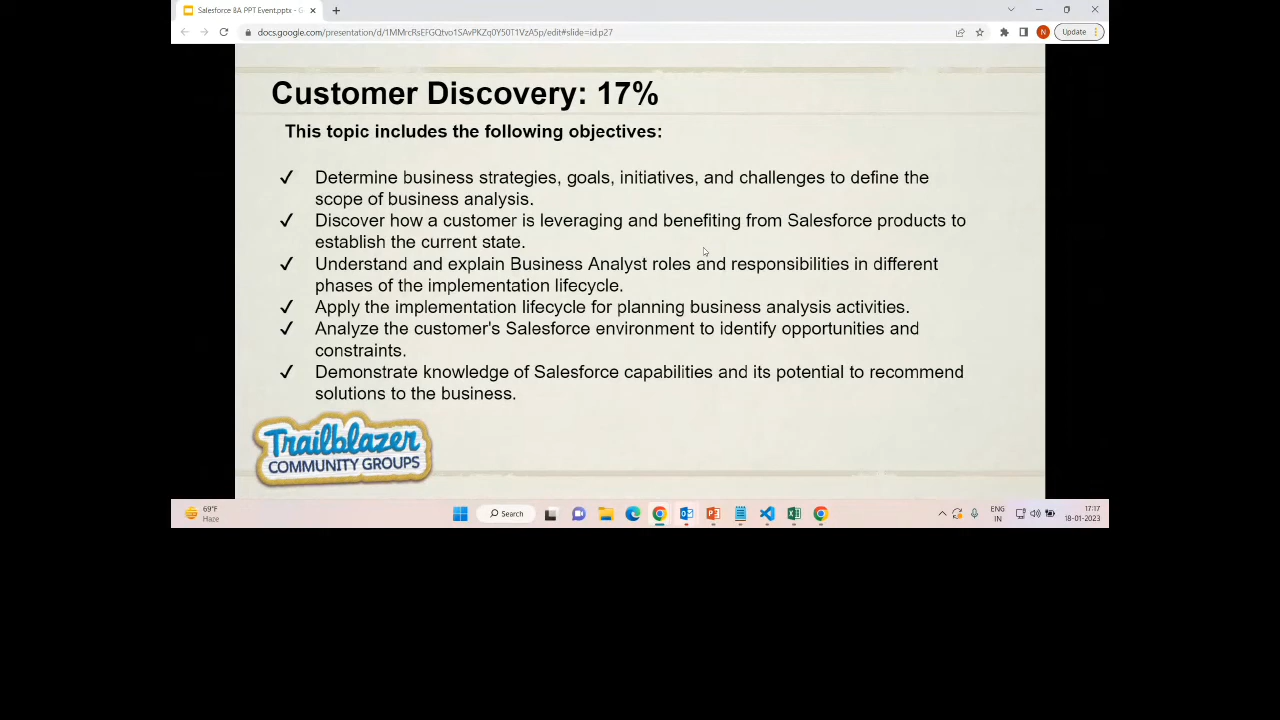 Salesforce BA PPT Event.pptx - G
docs.google.com/presentation/d/1MMrcRsEFGQtvo1SAvPKZq0Y50T1VzA5p/edit#slide=id.p27
N
Update
Customer Discovery: 17%
This topic includes the following objectives:
✓ Determine business strategies, goals, initiatives, and challenges to define the
scope of business analysis.
✓ Discover how a customer is leveraging and benefiting from Salesforce products to
establish the current state.
✓ Understand and explain Business Analyst roles and responsibilities in different
phases of the implementation lifecycle.
✓ Apply the implementation lifecycle for planning business analysis activities.
✓ Analyze the customer's Salesforce environment to identify opportunities and
constraints.
✓ Demonstrate knowledge of Salesforce capabilities and its potential to recommend
solutions to the business.
Trailblazer
COMMUNITY GROUPS
69°F
Haze
Search
ENG
IN
17:17
18-01-2023